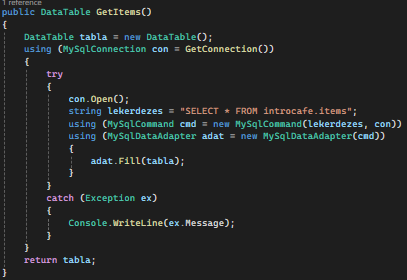 1 reference
public DataTable GetItems()
{
    DataTable tabla = new DataTable();
    using (MySqlConnection con = GetConnection())
    {
        try
        {
            con.Open();
            string lekerdezes = "SELECT * FROM introcafe.items";
            using (MySqlCommand cmd = new MySqlCommand(lekerdezes, con))
            using (MySqlDataAdapter adat = new MySqlDataAdapter(cmd))
            {
                adat.Fill(tabla);
            }
        }
        catch (Exception ex)
        {
            Console.WriteLine(ex.Message);
        }
    }
    return tabla;
}